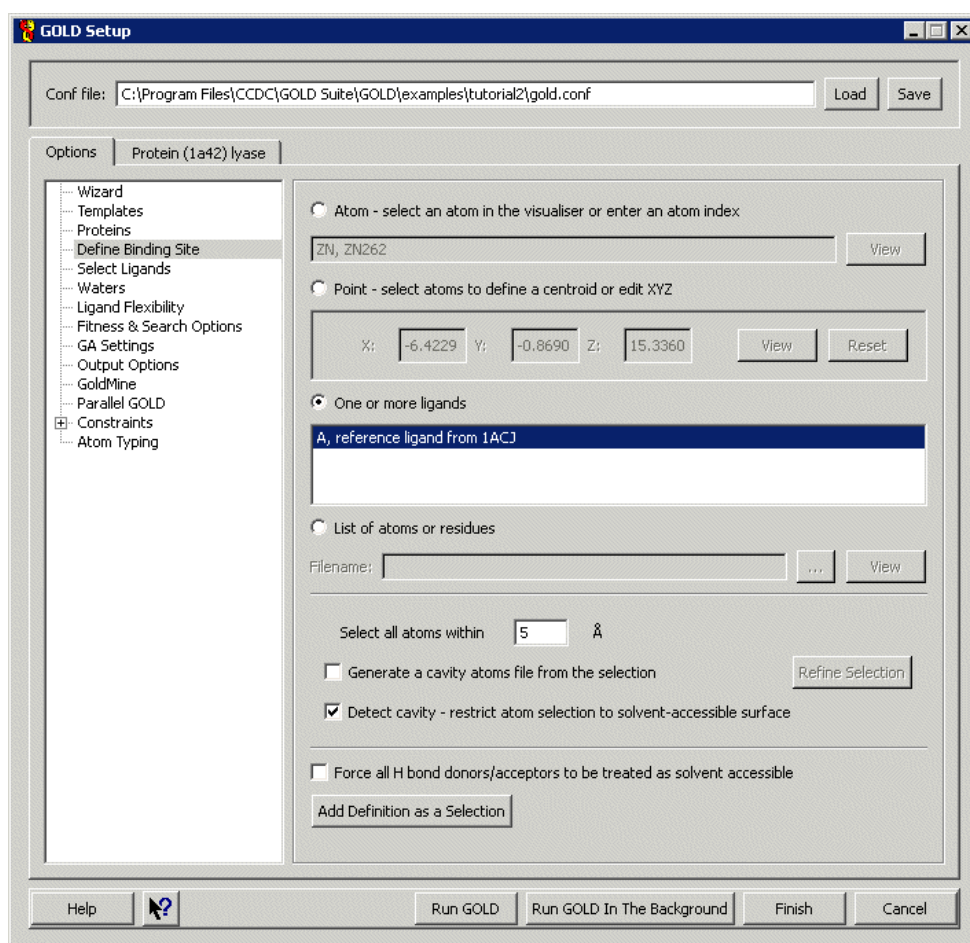 GOLD Setup
Conf file: C:\Program Files\CCDC\GOLD Suite\GOLD\examples\tutorial2\gold.conf Load Save
Options Protein (1a42) lyase
Wizard
Templates
Proteins
Define Binding Site
Select Ligands
Waters
Ligand Flexibility
Fitness & Search Options
GA Settings
Output Options
GoldMine
Parallel GOLD
Constraints
Atom Typing
Atom - select an atom in the visualiser or enter an atom index
ZN, ZN262 View
Point - select atoms to define a centroid or edit XYZ
X: -6.4229 Y: -0.8690 Z: 15.3360 View Reset
One or more ligands
A, reference ligand from 1ACJ
List of atoms or residues
Filename: ... View
Select all atoms within 5 Å
Generate a cavity atoms file from the selection Refine Selection
Detect cavity - restrict atom selection to solvent-accessible surface
Force all H bond donors/acceptors to be treated as solvent accessible
Add Definition as a Selection
Help ? Run GOLD Run GOLD In The Background Finish Cancel